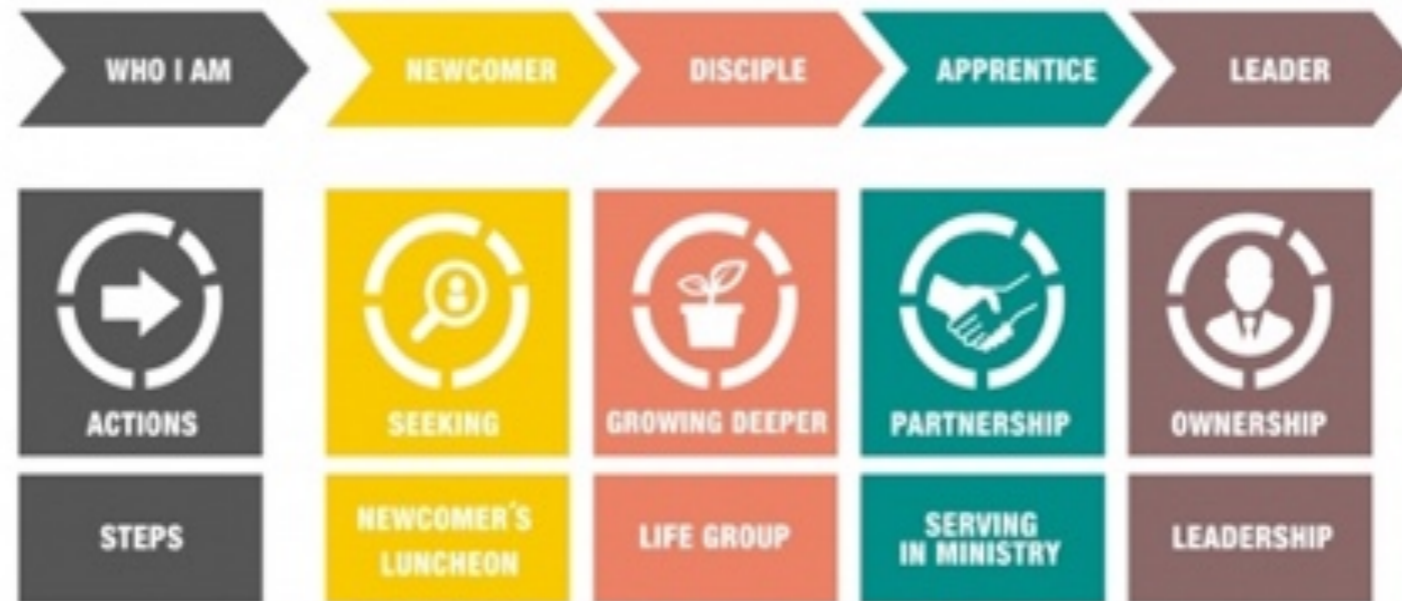 WHO I AM
NEWCOMER
DISCIPLE
APPRENTICE
LEADER
ACTIONS
SEEKING
GROWING DEEPER
PARTNERSHIP
OWNERSHIP
STEPS
NEWCOMER´S
LUNCHEON
LIFE GROUP
SERVING
IN MINISTRY
LEADERSHIP